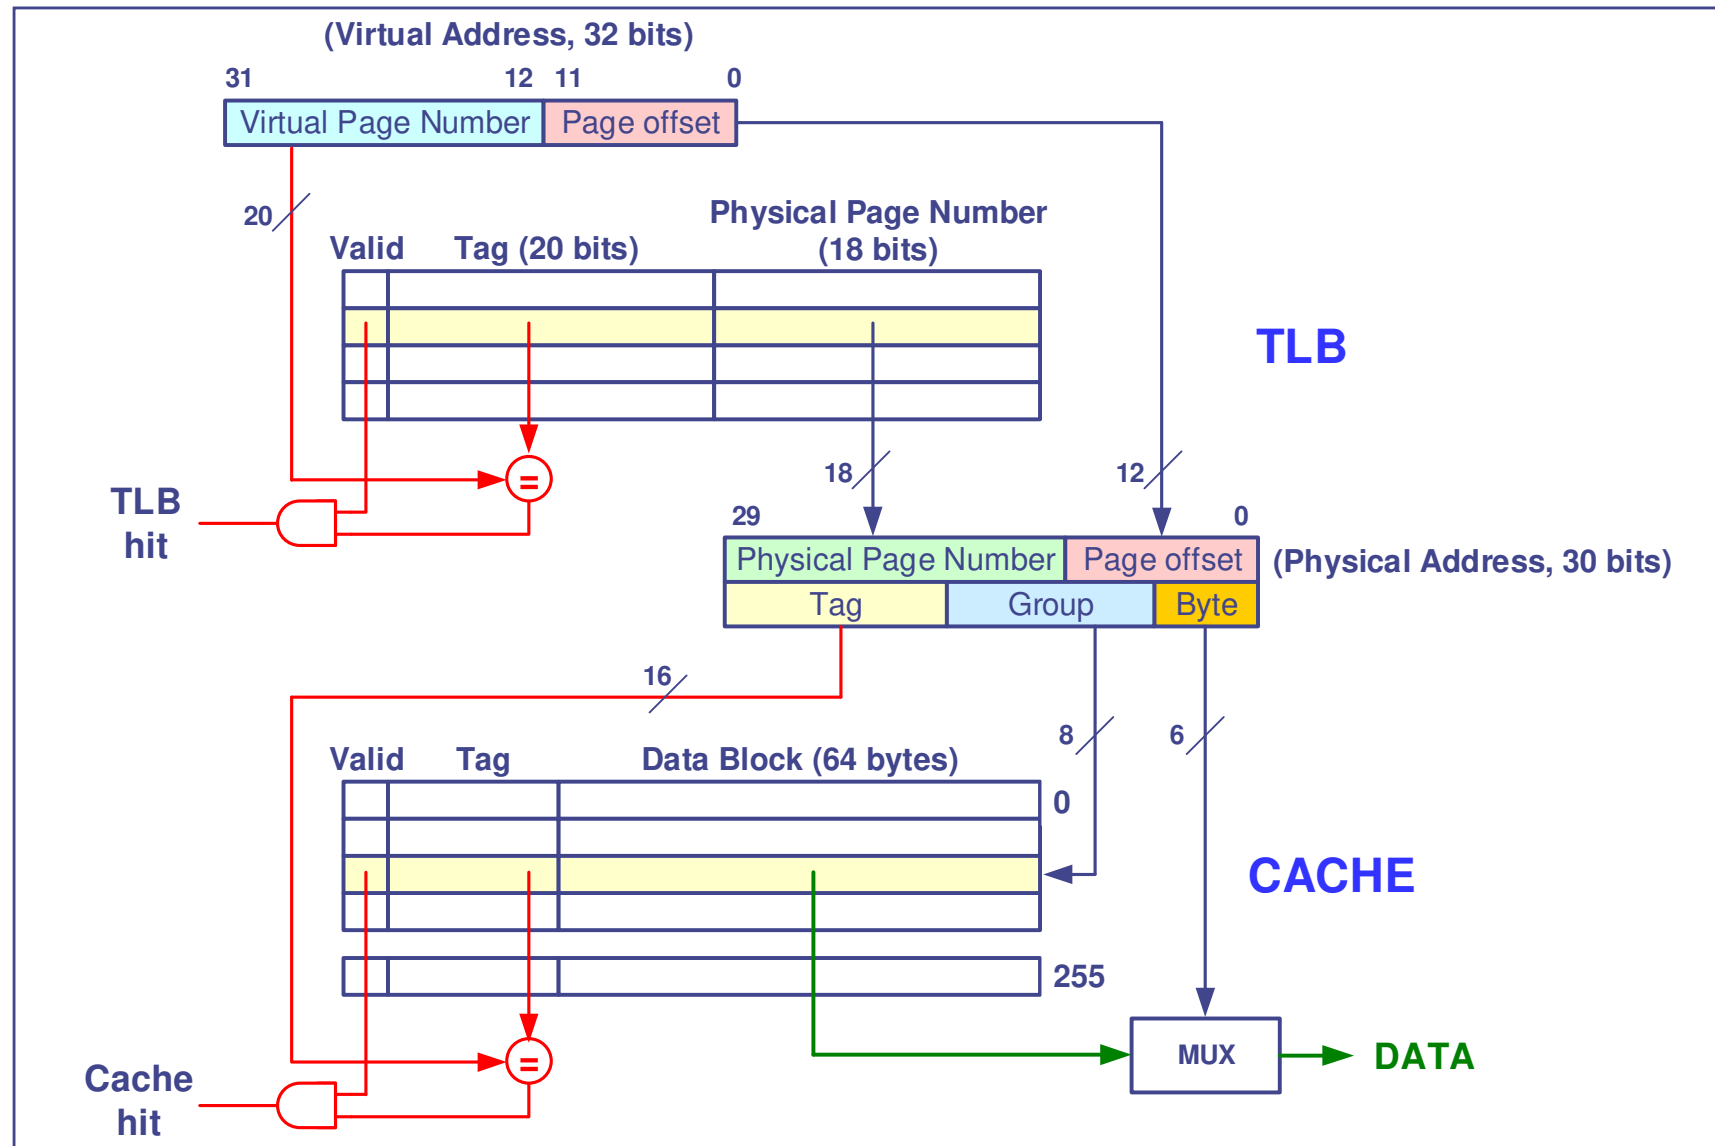 (Virtual Address, 32 bits)
31 12 11 0
Virtual Page Number Page offset
20
Physical Page Number
Valid Tag (20 bits) (18 bits)
TLB
18 12
TLB
hit
=
29 0
Physical Page Number Page offset (Physical Address, 30 bits)
Tag Group Byte
16
8 6
Valid Tag Data Block (64 bytes)
0
CACHE
255
=
MUX DATA
Cache
hit